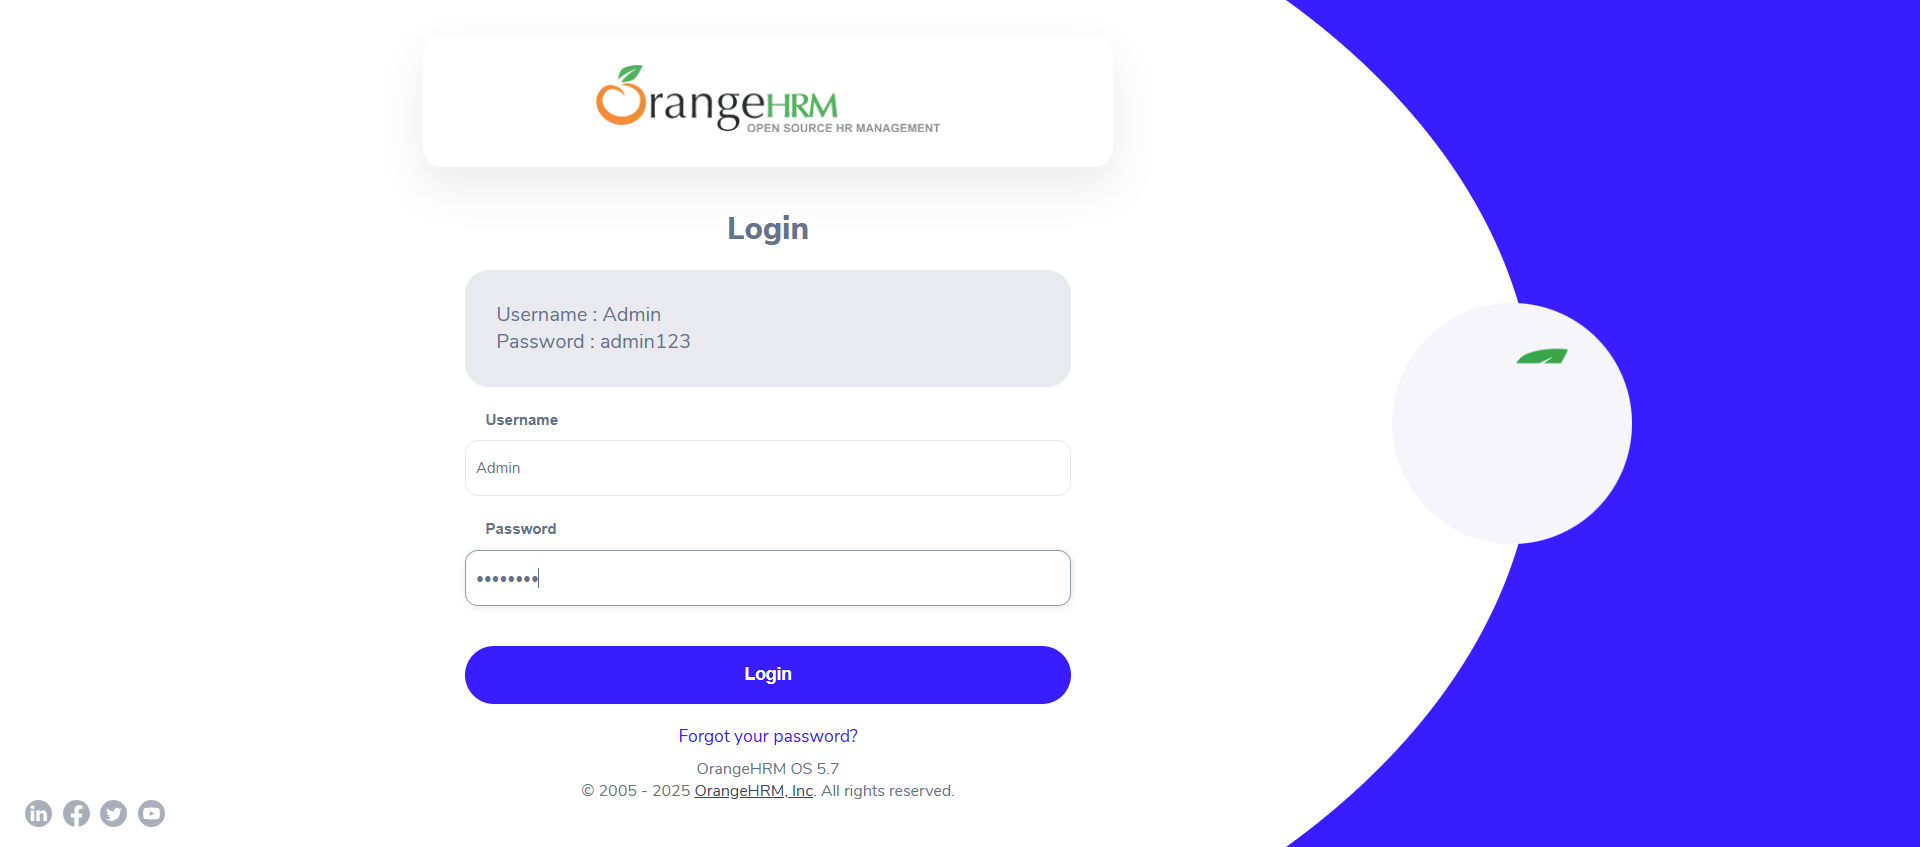 OrangeHRM
OPEN SOURCE HR MANAGEMENT
Login
Username : Admin
Password : admin123
Username
Admin
Password
••••••••
Login
Forgot your password?
OrangeHRM OS 5.7
© 2005 - 2025 OrangeHRM, Inc. All rights reserved.